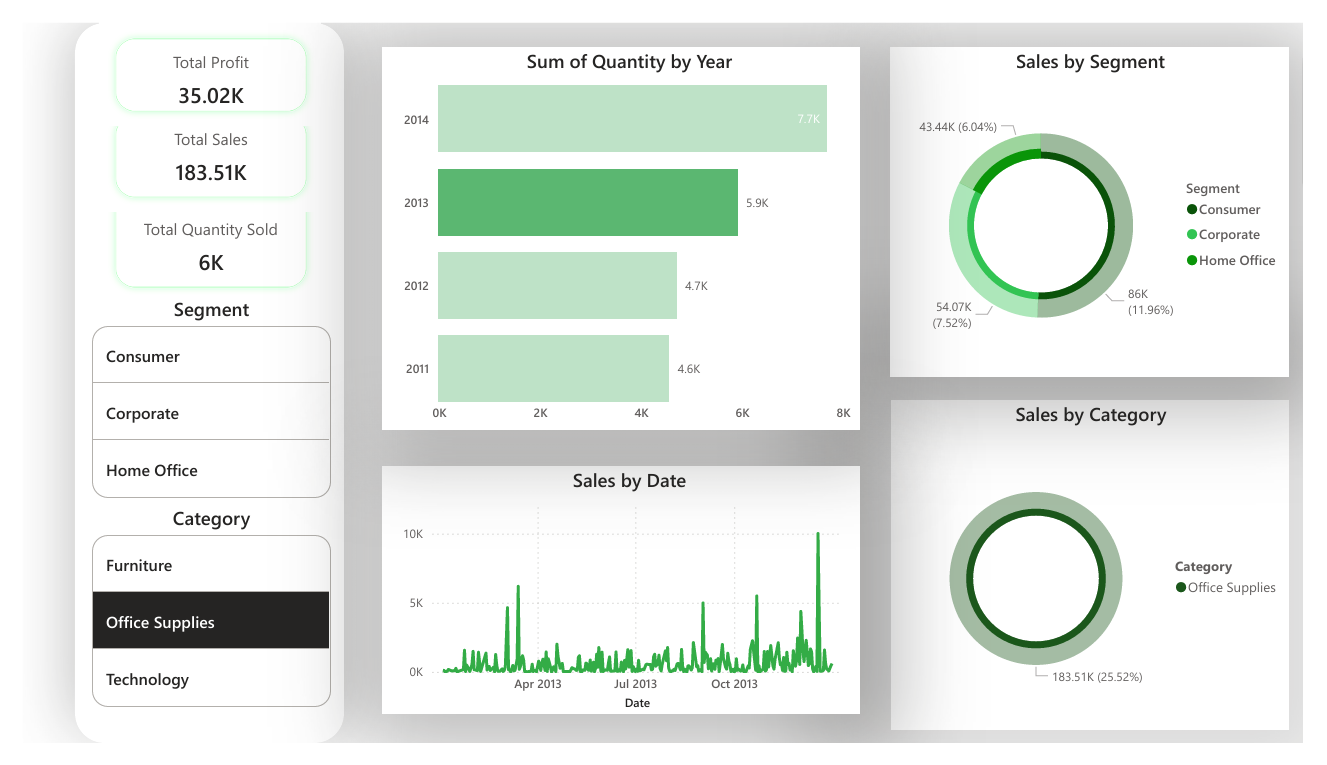 Total Profit
35.02K
Total Sales
183.51K
Total Quantity Sold
6K
Segment
Consumer
Corporate
Home Office
Category
Furniture
Office Supplies
Technology
Sum of Quantity by Year
2014
7.7K
2013
5.9K
2012
4.7K
2011
4.6K
0K 2K 4K 6K 8K
Sales by Date
10K
5K
0K
Apr 2013 Jul 2013 Oct 2013
Date
Sales by Segment
43.44K (6.04%)
54.07K
(7.52%)
86K
(11.96%)
Segment
Consumer
Corporate
Home Office
Sales by Category
183.51K (25.52%)
Category
Office Supplies